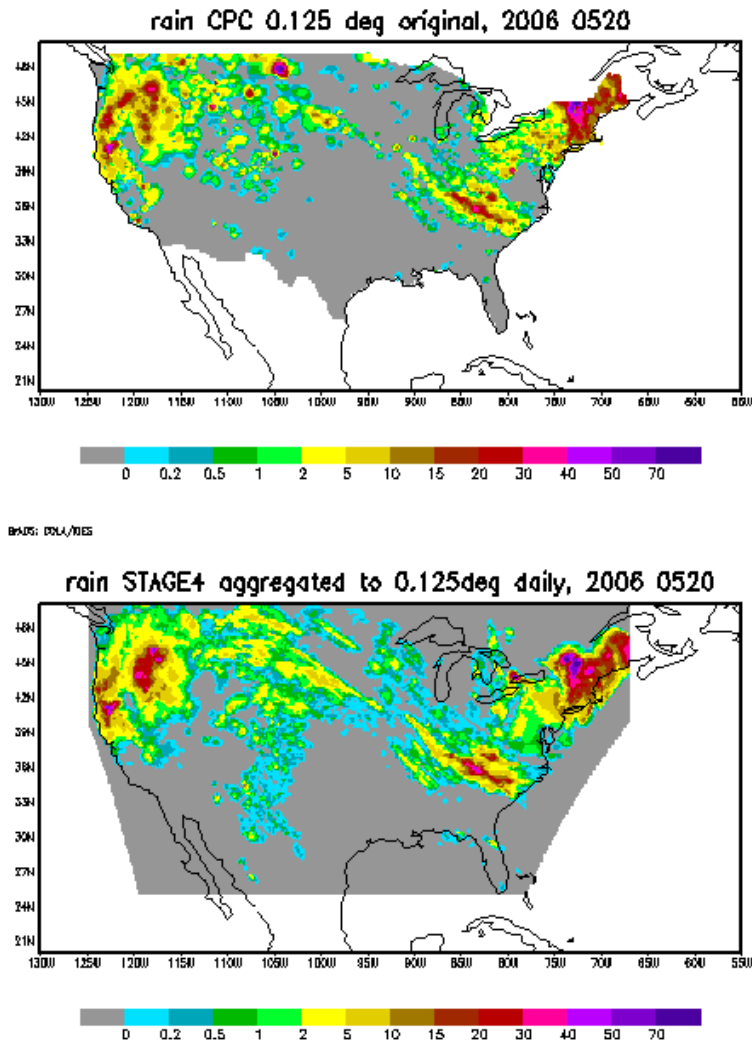 rain CPC 0.125 deg original, 2006 0520
48N
45N
42N
39N
36N
33N
30N
27N
24N
21N
130W 125W 120W 115W 110W 105W 100W 95W 90W 85W 80W 75W 70W 65W 60W 55W
0 0.2 0.5 1 2 5 10 15 20 30 40 50 70
GrADS: COLA/IGES
rain STAGE4 aggregated to 0.125deg daily, 2006 0520
48N
45N
42N
39N
36N
33N
30N
27N
24N
21N
130W 125W 120W 115W 110W 105W 100W 95W 90W 85W 80W 75W 70W 65W 60W 55W
0 0.2 0.5 1 2 5 10 15 20 30 40 50 70